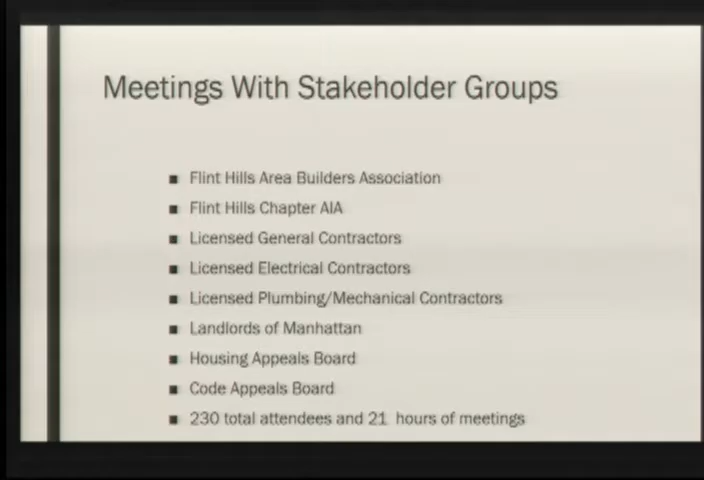 Meetings With Stakeholder Groups
■ Flint Hills Area Builders Association
■ Flint Hills Chapter AIA
■ Licensed General Contractors
■ Licensed Electrical Contractors
■ Licensed Plumbing/Mechanical Contractors
■ Landlords of Manhattan
■ Housing Appeals Board
■ Code Appeals Board
■ 230 total attendees and 21 hours of meetings